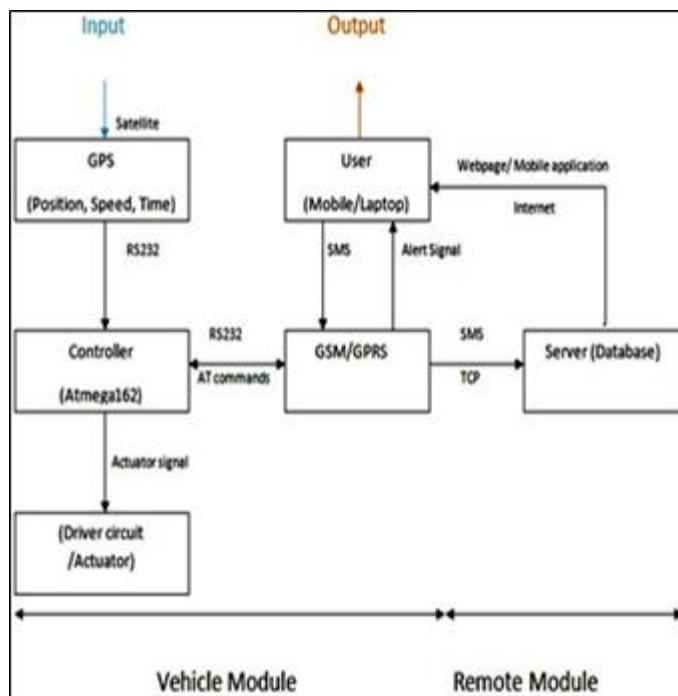 Input
Output
Satellite
GPS
(Position, Speed, Time)
User
(Mobile/Laptop)
Webpage/ Mobile application
Internet
RS232
SMS
Alert Signal
Controller
(Atmega162)
RS232
AT commands
GSM/GPRS
SMS
TCP
Server (Database)
Actuator signal
(Driver circuit
/Actuator)
Vehicle Module
Remote Module